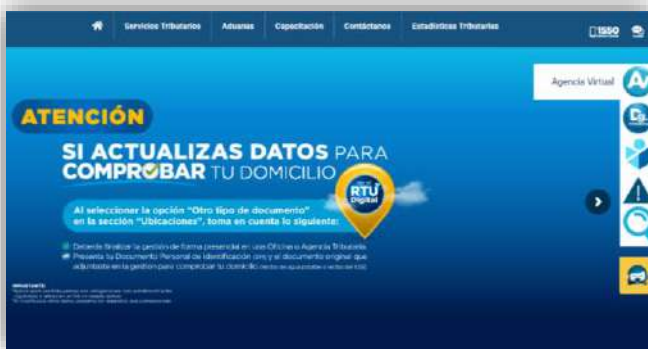 Servicios Tributarios Aduanas Capacitación Contáctanos Estadísticas Tributarias 1550
Agencia Virtual
ATENCIÓN
SI ACTUALIZAS DATOS PARA
COMPROBAR TU DOMICILIO
RTU
Digital
Al seleccionar la opción "Otro tipo de documento"
en la sección "Ubicaciones", toma en cuenta lo siguiente:
Deberás finalizar la gestión de forma presencial en una Oficina o Agencia Tributaria.
Presenta tu Documento Personal de Identificación (DPI) y el documento original que
adjuntaste en la gestión para comprobar tu domicilio
IMPORTANTE: